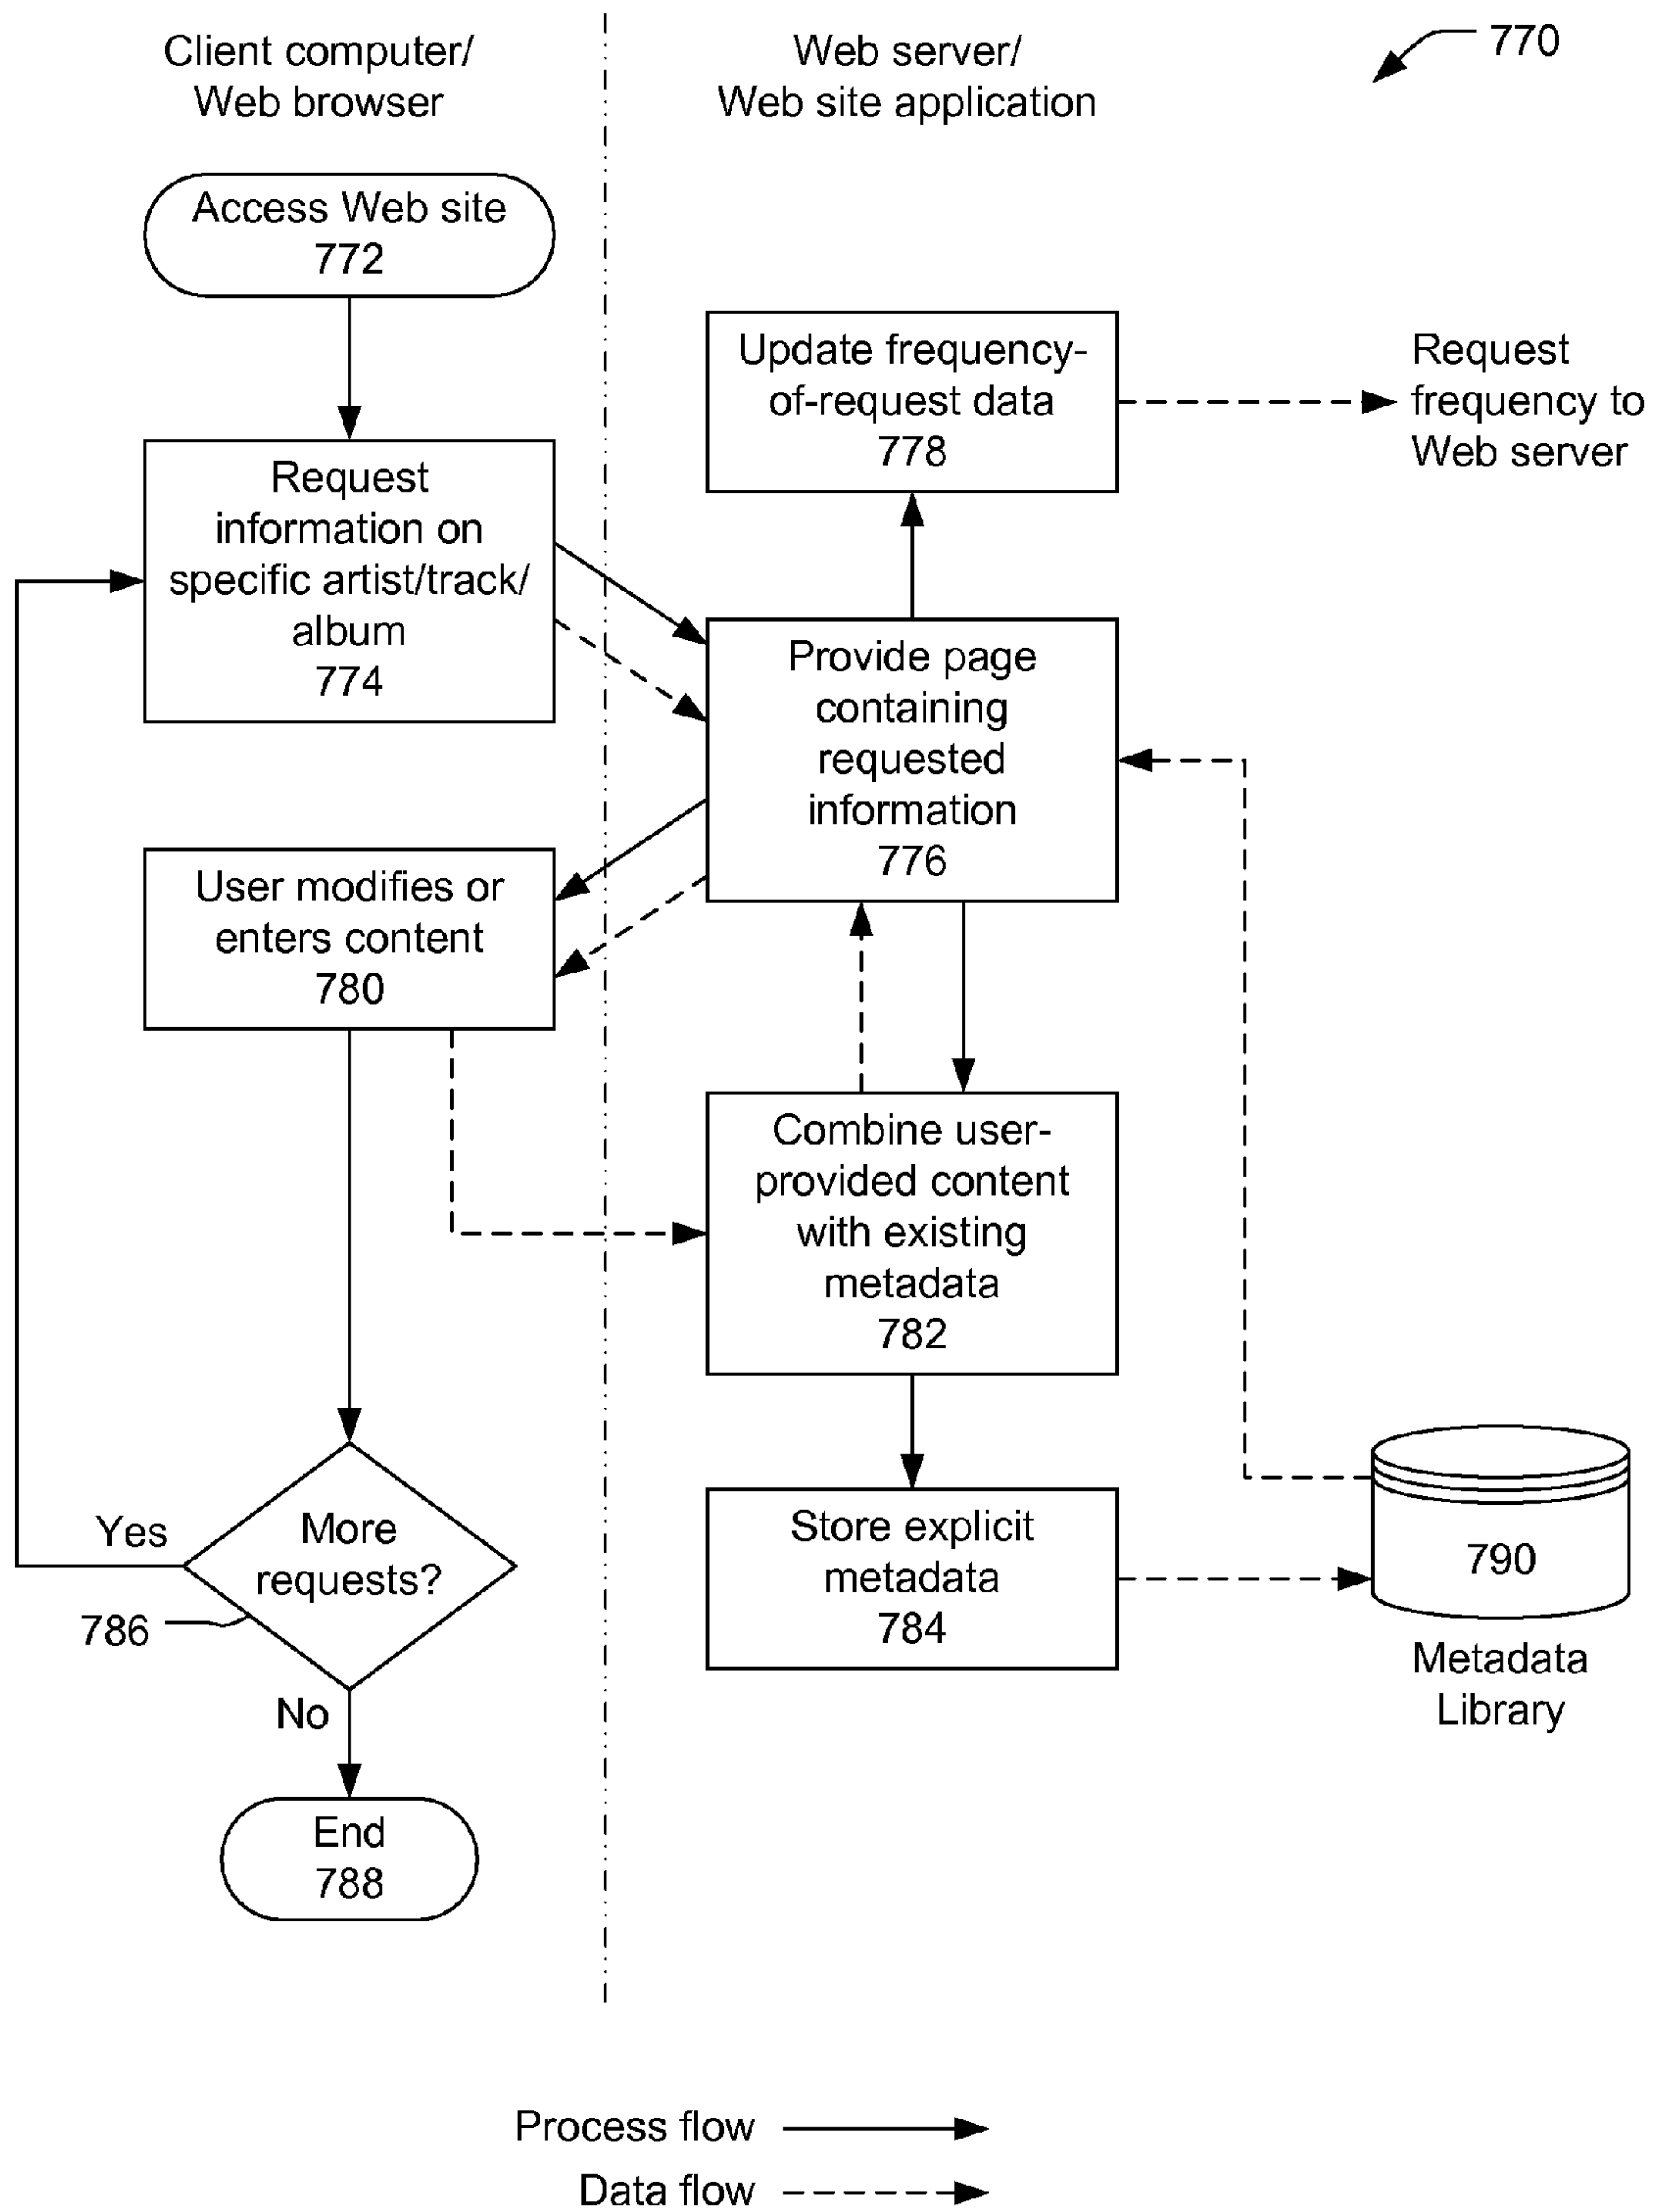 Client computer/
Web browser
Web server/
Web site application
770
Access Web site
772
Update frequency-
of-request data
778
Request
frequency to
Web server
Request
information on
specific artist/track/
album
774
Provide page
containing
requested
information
776
User modifies or
enters content
780
Combine user-
provided content
with existing
metadata
782
Yes
More
requests?
786
No
Store explicit
metadata
784
790
Metadata
Library
End
788
Process flow
Data flow